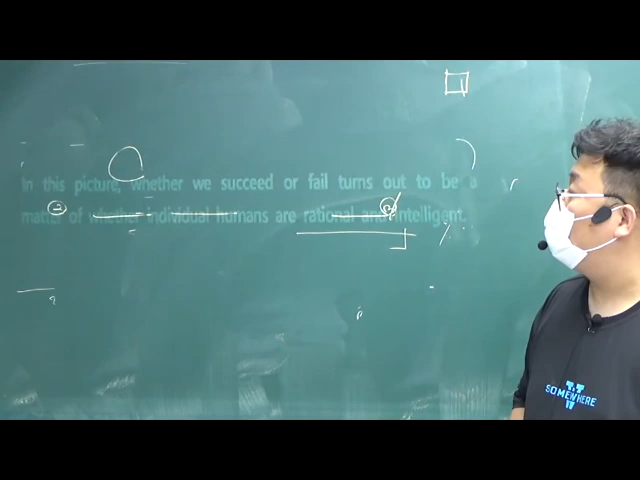 In this picture, whether we succeed or fail turns out to be a
matter of whether individual humans are rational and intelligent.
SOMEWHERE